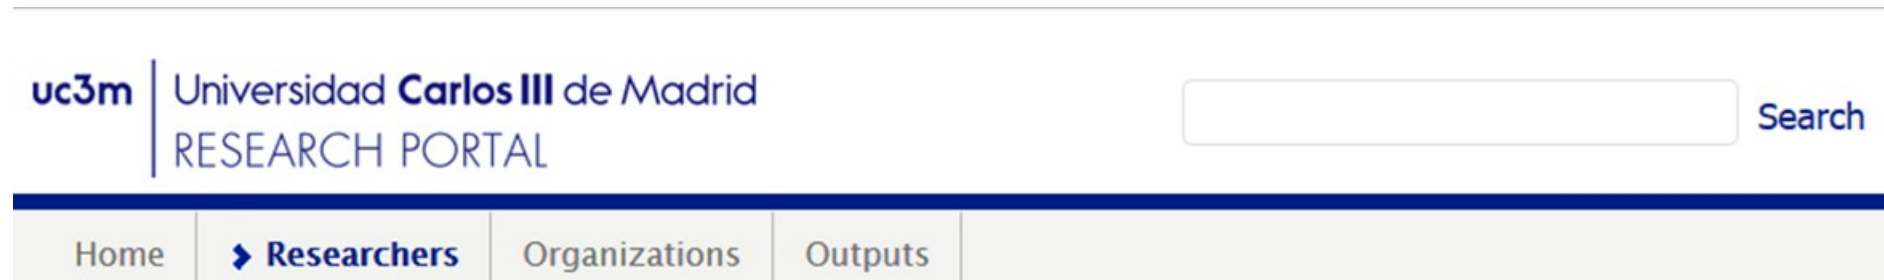 uc3m
Universidad Carlos III de Madrid
RESEARCH PORTAL
Search
Home
Researchers
Organizations
Outputs